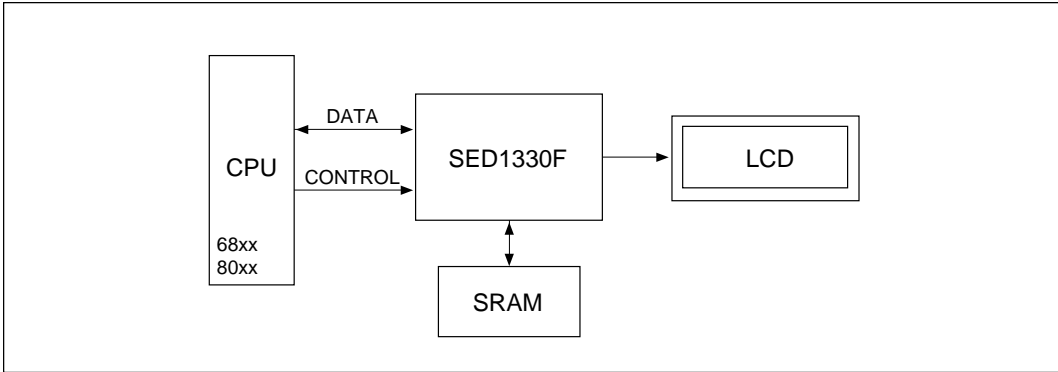 DATA
CPU
SED1330F
LCD
CONTROL
68xx
80xx
SRAM